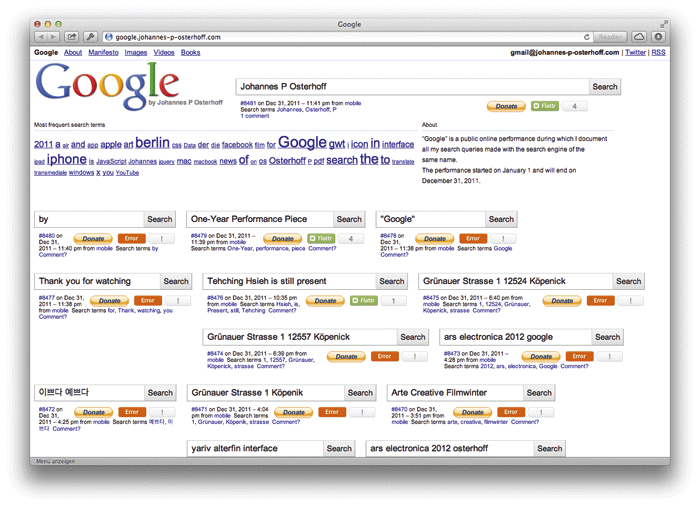 Google
google.johannes-p-osterhoff.com
Reader
Google About Manifesto Images Videos Books
gmail@johannes-p-osterhoff.com | Twitter | RSS
Google
by Johannes P Osterhoff
Johannes P Osterhoff Search
#8481 on Dec 31, 2011 – 11:41 pm from mobile
Search terms Johannes, Osterhoff, P
1 comment
Donate Flattr 4
Most frequent search terms
2011 a air and app apple art berlin css Data der die facebook film for Google gwt i icon in interface
ipad iphone is JavaScript Johannes jquery mac macbook news of on os Osterhoff P pdf search the to translate
transmediale windows x you YouTube
About
"Google" is a public online performance during which I document
all my search queries made with the search engine of the
same name.
The performance started on January 1 and will end on
December 31, 2011.
by Search
#8480 on
Dec 31,
2011 – 11:40 pm from mobile Search terms by
Comment?
Donate Error !
One-Year Performance Piece Search
#8479 on Dec 31, 2011 –
11:39 pm from mobile
Search terms One-Year, performance, piece Comment?
Donate Flattr 4
"Google" Search
#8478 on
Dec 31,
2011 – 11:38 pm from mobile Search terms Google
Comment?
Donate Error !
Thank you for watching Search
#8477 on Dec 31,
2011 – 11:38 pm
from mobile Search terms for, Thank, watching, you
Comment?
Donate Error !
Tehching Hsieh is still present Search
#8476 on Dec 31, 2011 – 10:35 pm
from mobile Search terms Hsieh, is,
Present, still, Tehching Comment?
Donate Flattr 1
Grünauer Strasse 1 12524 Köpenick Search
#8475 on Dec 31, 2011 – 6:40 pm from
mobile Search terms 1, 12524, Grünauer,
Köpenick, strasse Comment?
Donate Error !
Grünauer Strasse 1 12557 Köpenick Search
#8474 on Dec 31, 2011 – 6:39 pm from mobile
Search terms 1, 12557, Grünauer,
Köpenick, strasse Comment?
Donate Error !
ars electronica 2012 google Search
#8473 on Dec 31, 2011 –
4:28 pm from mobile
Search terms 2012, ars, electronica, Google Comment?
Donate Error !
이쁘다 예쁘다 Search
#8472 on
Dec 31,
2011 – 4:25 pm from mobile Search terms 예쁘다, 이
쁘다 Comment?
Donate Error !
Grünauer Strasse 1 Köpenik Search
#8471 on Dec 31, 2011 – 4:04
pm from mobile Search terms
1, Grünauer, Köpenik, strasse Comment?
Donate Error !
Arte Creative Filmwinter Search
#8470 on Dec 31, 2011 –
3:51 pm from mobile
Search terms arte, creative, filmwinter Comment?
Donate Error !
yariv alterfin interface Search
ars electronica 2012 osterhoff Search
Menü anzeigen